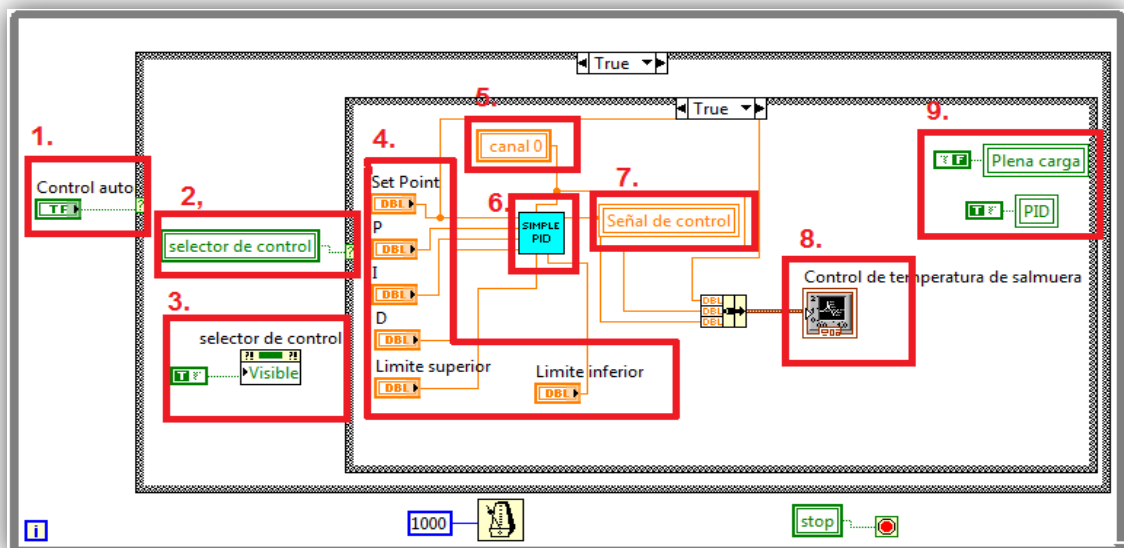 True
True
1.
Control auto
TF
2,
selector de control
3.
selector de control
T
Visible
4.
Set Point
DBL
P
DBL
I
DBL
D
DBL
Limite superior
DBL
Limite inferior
DBL
5.
canal 0
6.
SIMPLE
PID
7.
Señal de control
DBL
DBL
DBL
8.
Control de temperatura de salmuera
9.
F
Plena carga
T
PID
i
1000
stop